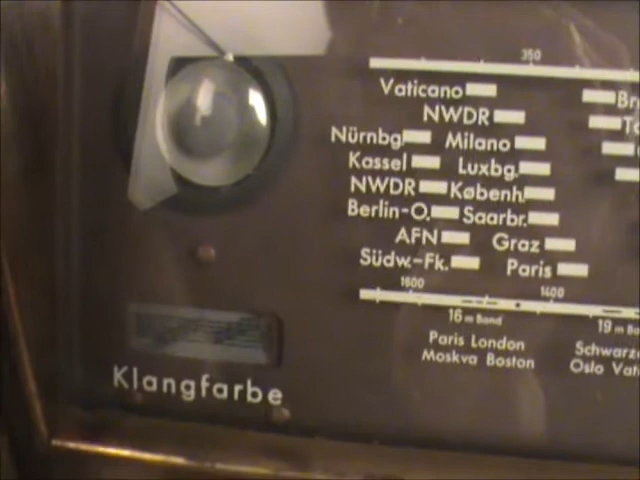 350
Vaticano
NWDR
Nürnbg. Milano
Kassel Luxbg.
NWDR Københ.
Berlin-O. Saarbr.
AFN Graz
Südw.-Fk. Paris
1600 1400
16 m Band 19 m
Paris London
Moskva Boston
Oslo
Klangfarbe